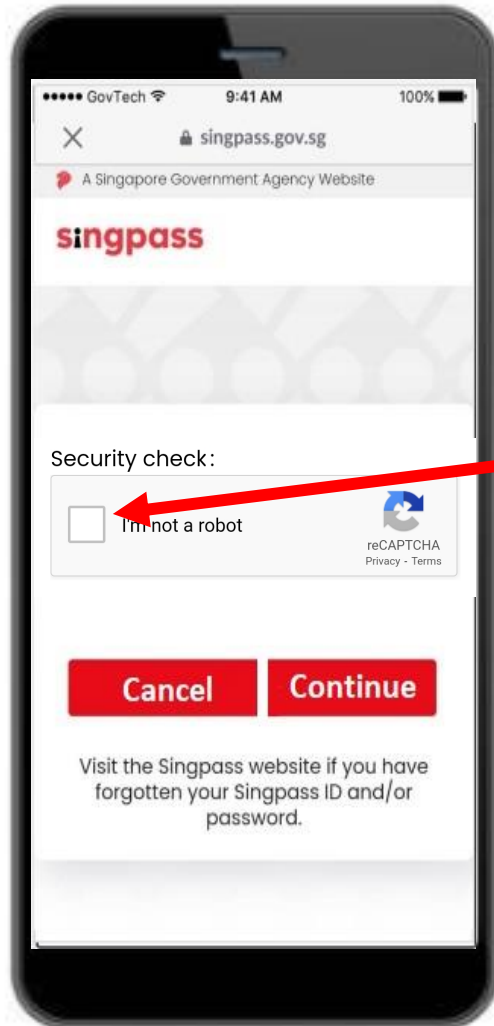 GovTech 9:41 AM 100%
singpass.gov.sg
A Singapore Government Agency Website
singpass
Security check:
I'm not a robot
reCAPTCHA
Privacy - Terms
Cancel Continue
Visit the Singpass website if you have
forgotten your Singpass ID and/or
password.